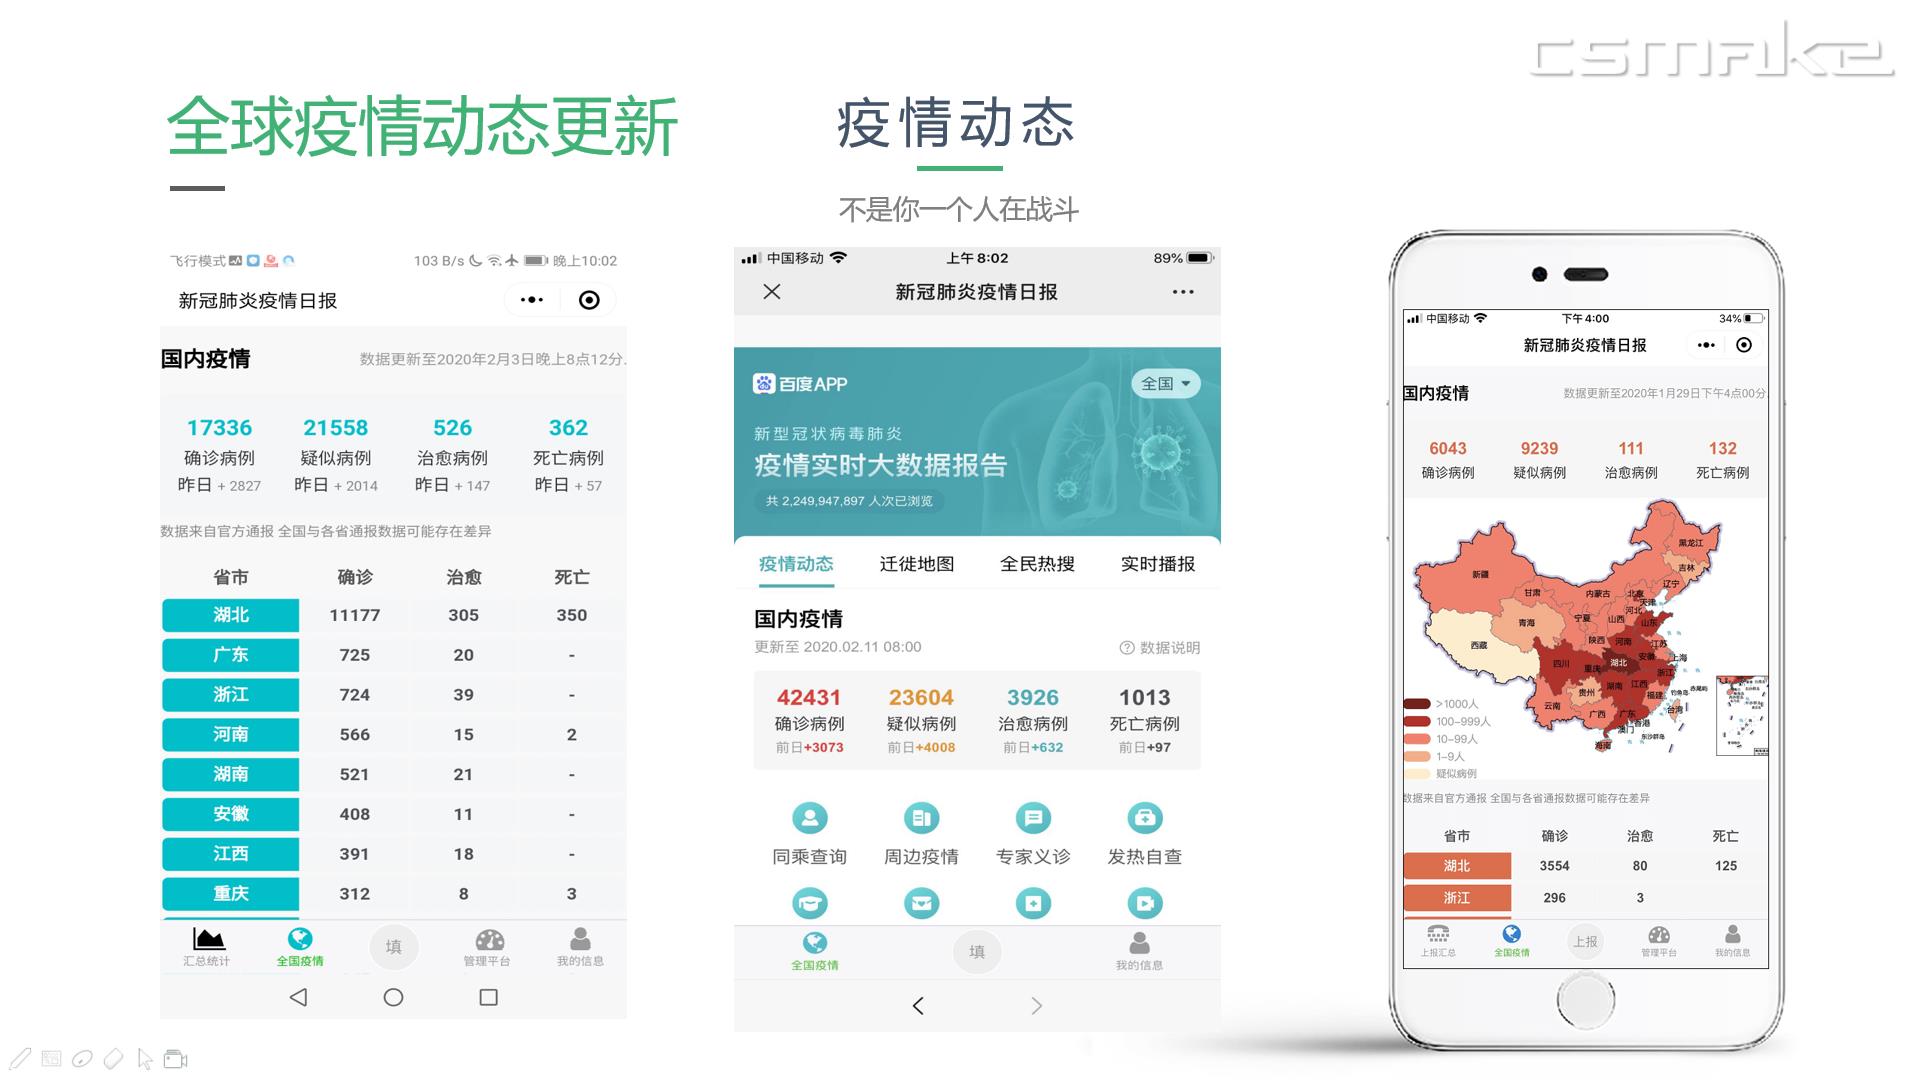 csmake
全球疫情动态更新
疫情动态
不是你一个人在战斗
飞行模式 103 B/s 晚上10:02
新冠肺炎疫情日报
国内疫情 数据更新至2020年2月3日晚上8点12分.
17336 21558 526 362
确诊病例 疑似病例 治愈病例 死亡病例
昨日 + 2827 昨日 + 2014 昨日 + 147 昨日 + 57
数据来自官方通报 全国与各省通报数据可能存在差异
省市 确诊 治愈 死亡
湖北 11177 305 350
广东 725 20 -
浙江 724 39 -
河南 566 15 2
湖南 521 21 -
安徽 408 11 -
江西 391 18 -
重庆 312 8 3
汇总统计 全国疫情 填 管理平台 我的信息
中国移动 上午 8:02 89%
新冠肺炎疫情日报
百度APP 全国
新型冠状病毒肺炎
疫情实时大数据报告
共 2,249,947,897 人次已浏览
疫情动态 迁徙地图 全民热搜 实时播报
国内疫情
更新至 2020.02.11 08:00 数据说明
42431 23604 3926 1013
确诊病例 疑似病例 治愈病例 死亡病例
前日+3073 前日+4008 前日+632 前日+97
同乘查询 周边疫情 专家义诊 发热自查
全国疫情 填 我的信息
中国移动 下午4:00 34%
新冠肺炎疫情日报
国内疫情 数据更新至2020年1月29日下午4点00分.
6043 9239 111 132
确诊病例 疑似病例 治愈病例 死亡病例
黑龙江
吉林
新疆
辽宁
甘肃 内蒙古 北京
天津
河北
宁夏 山西 山东
青海
陕西 河南 江苏
西藏
四川 重庆 湖北 安徽 上海
浙江
贵州 湖南 江西
福建 钓鱼岛 赤尾屿
云南 广西 广东 台湾
香港
澳门
东沙群岛
海南
>1000人
100-999人
10-99人
1-9人
疑似病例
数据来自官方通报 全国与各省通报数据可能存在差异
省市 确诊 治愈 死亡
湖北 3554 80 125
浙江 296 3
上报汇总 全国疫情 上报 管理平台 我的信息